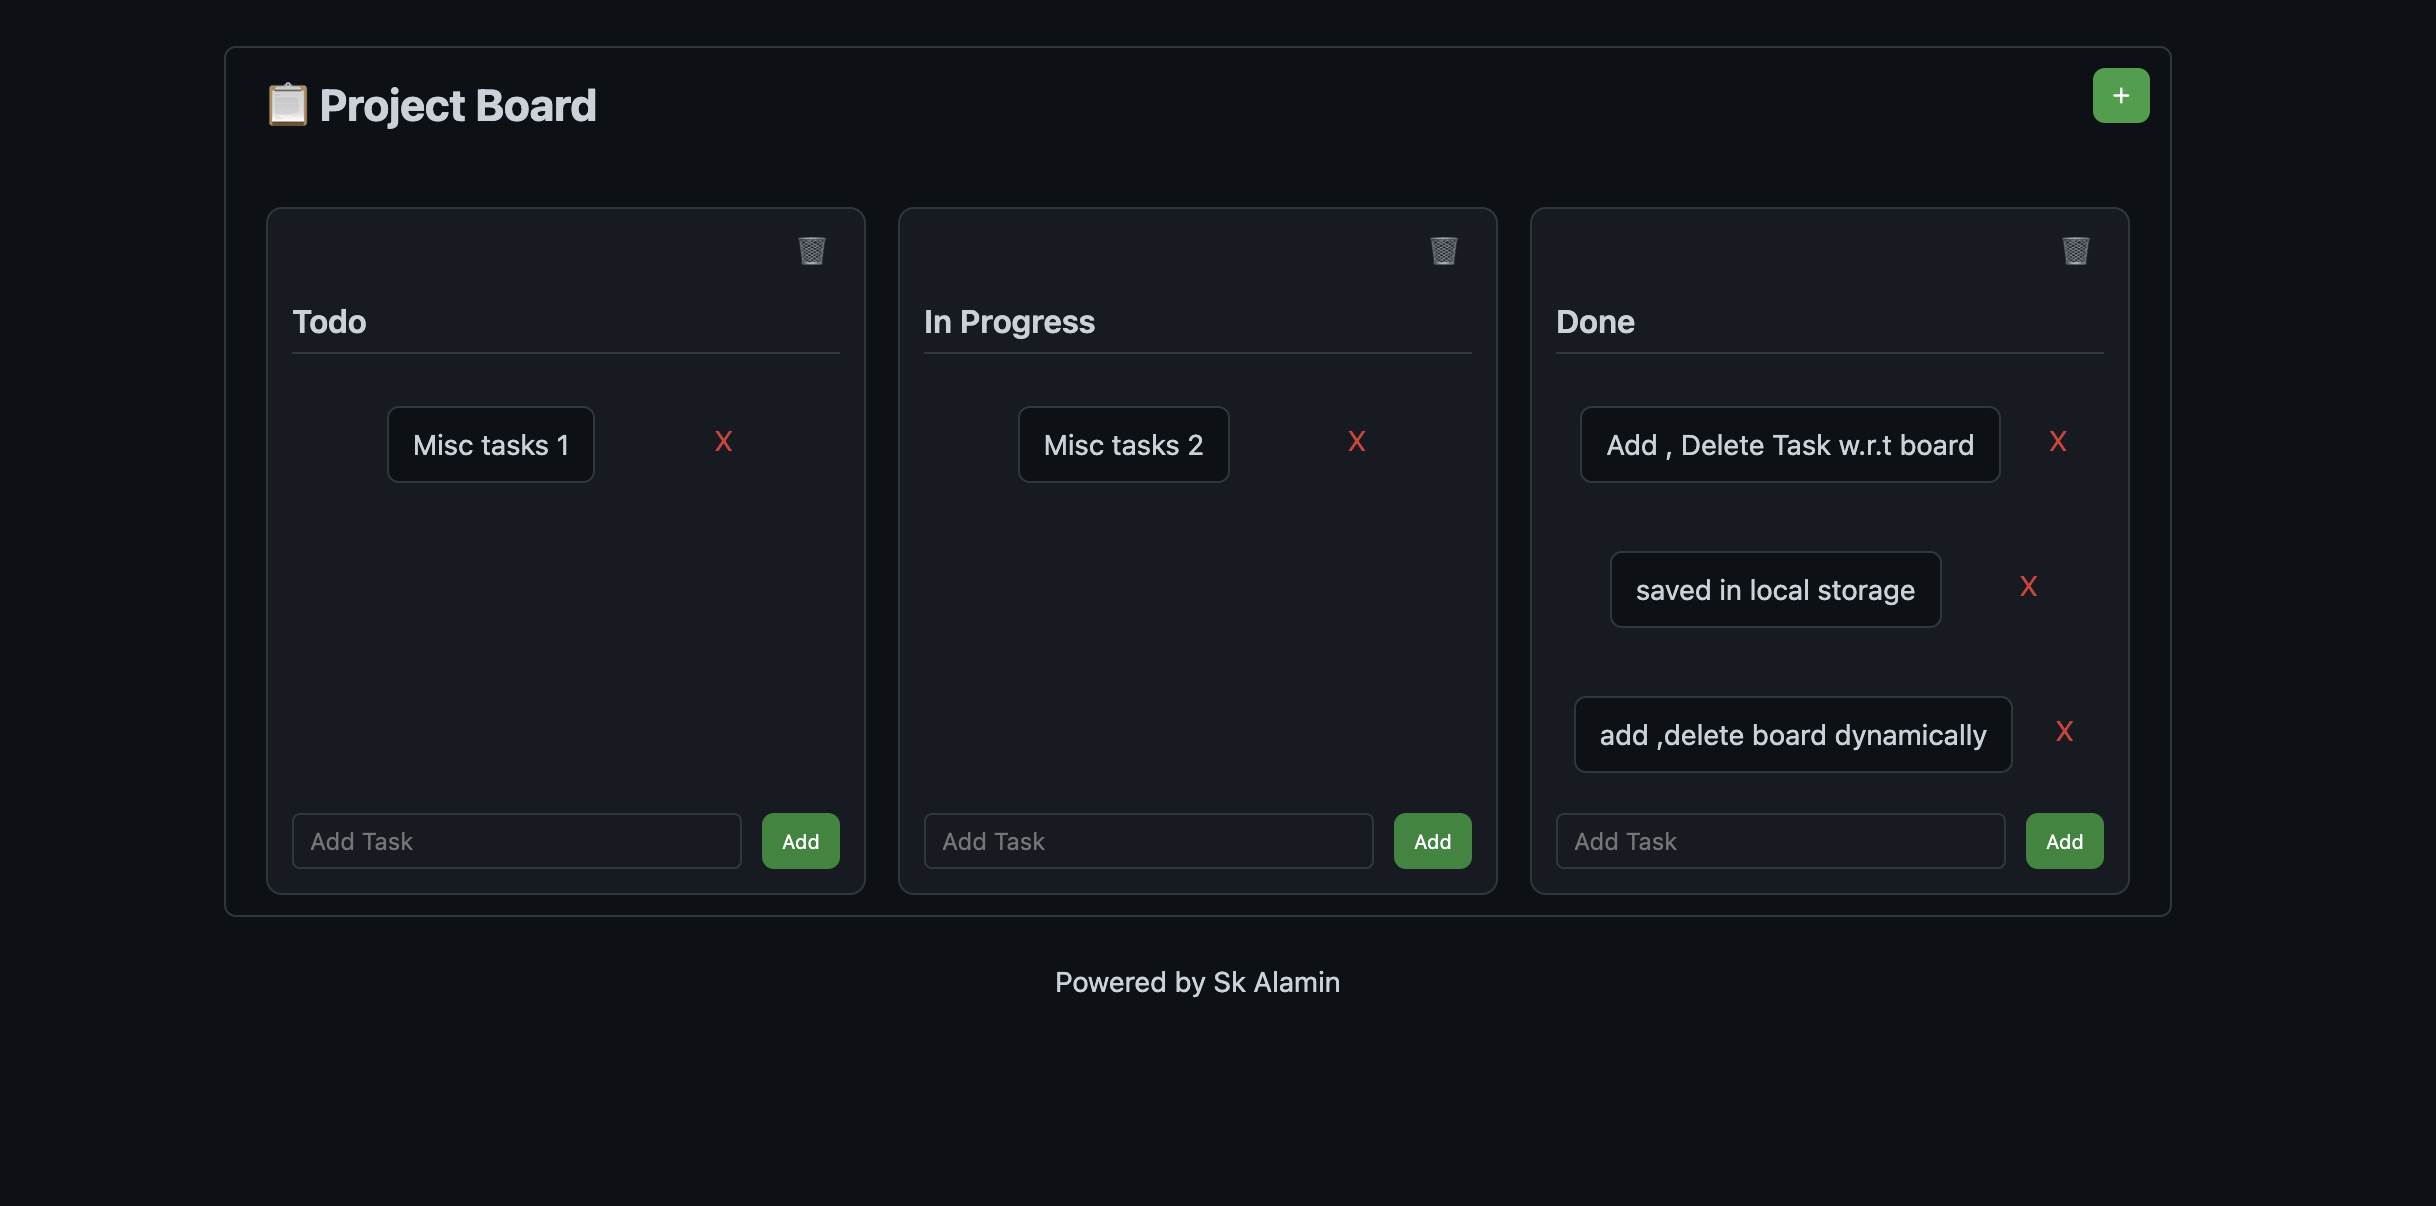 Project Board
+
Todo
Misc tasks 1
X
Add Task
Add
In Progress
Misc tasks 2
X
Add Task
Add
Done
Add , Delete Task w.r.t board
X
saved in local storage
X
add ,delete board dynamically
X
Add Task
Add
Powered by Sk Alamin